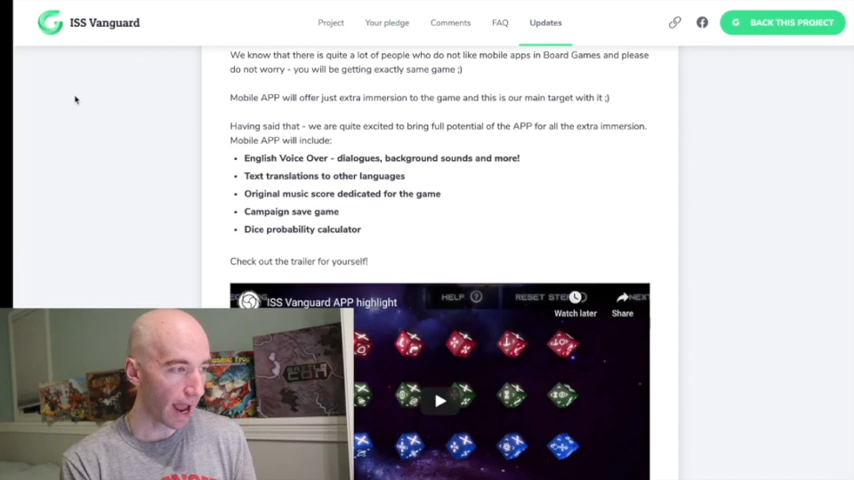 ISS Vanguard
Project Your pledge Comments FAQ Updates
G BACK THIS PROJECT
We know that there is quite a lot of people who do not like mobile apps in Board Games and please
do not worry - you will be getting exactly same game ;)
Mobile APP will offer just extra immersion to the game and this is our main target with it ;)
Having said that - we are quite excited to bring full potential of the APP for all the extra immersion.
Mobile APP will include:
• English Voice Over - dialogues, background sounds and more!
• Text translations to other languages
• Original music score dedicated for the game
• Campaign save game
• Dice probability calculator
Check out the trailer for yourself!
ISS Vanguard APP highlight
HELP ?
Watch later
Share